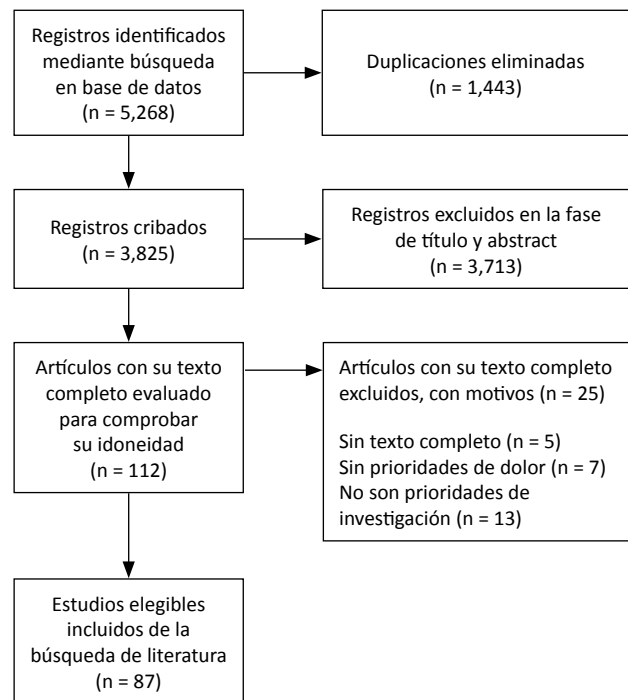 Registros identificados
mediante búsqueda
en base de datos
(n = 5,268)
Duplicaciones eliminadas
(n = 1,443)
Registros cribados
(n = 3,825)
Registros excluidos en la fase
de título y abstract
(n = 3,713)
Artículos con su texto
completo evaluado
para comprobar
su idoneidad
(n = 112)
Artículos con su texto completo
excluidos, con motivos (n = 25)
Sin texto completo (n = 5)
Sin prioridades de dolor (n = 7)
No son prioridades de
investigación (n = 13)
Estudios elegibles
incluidos de la
búsqueda de literatura
(n = 87)